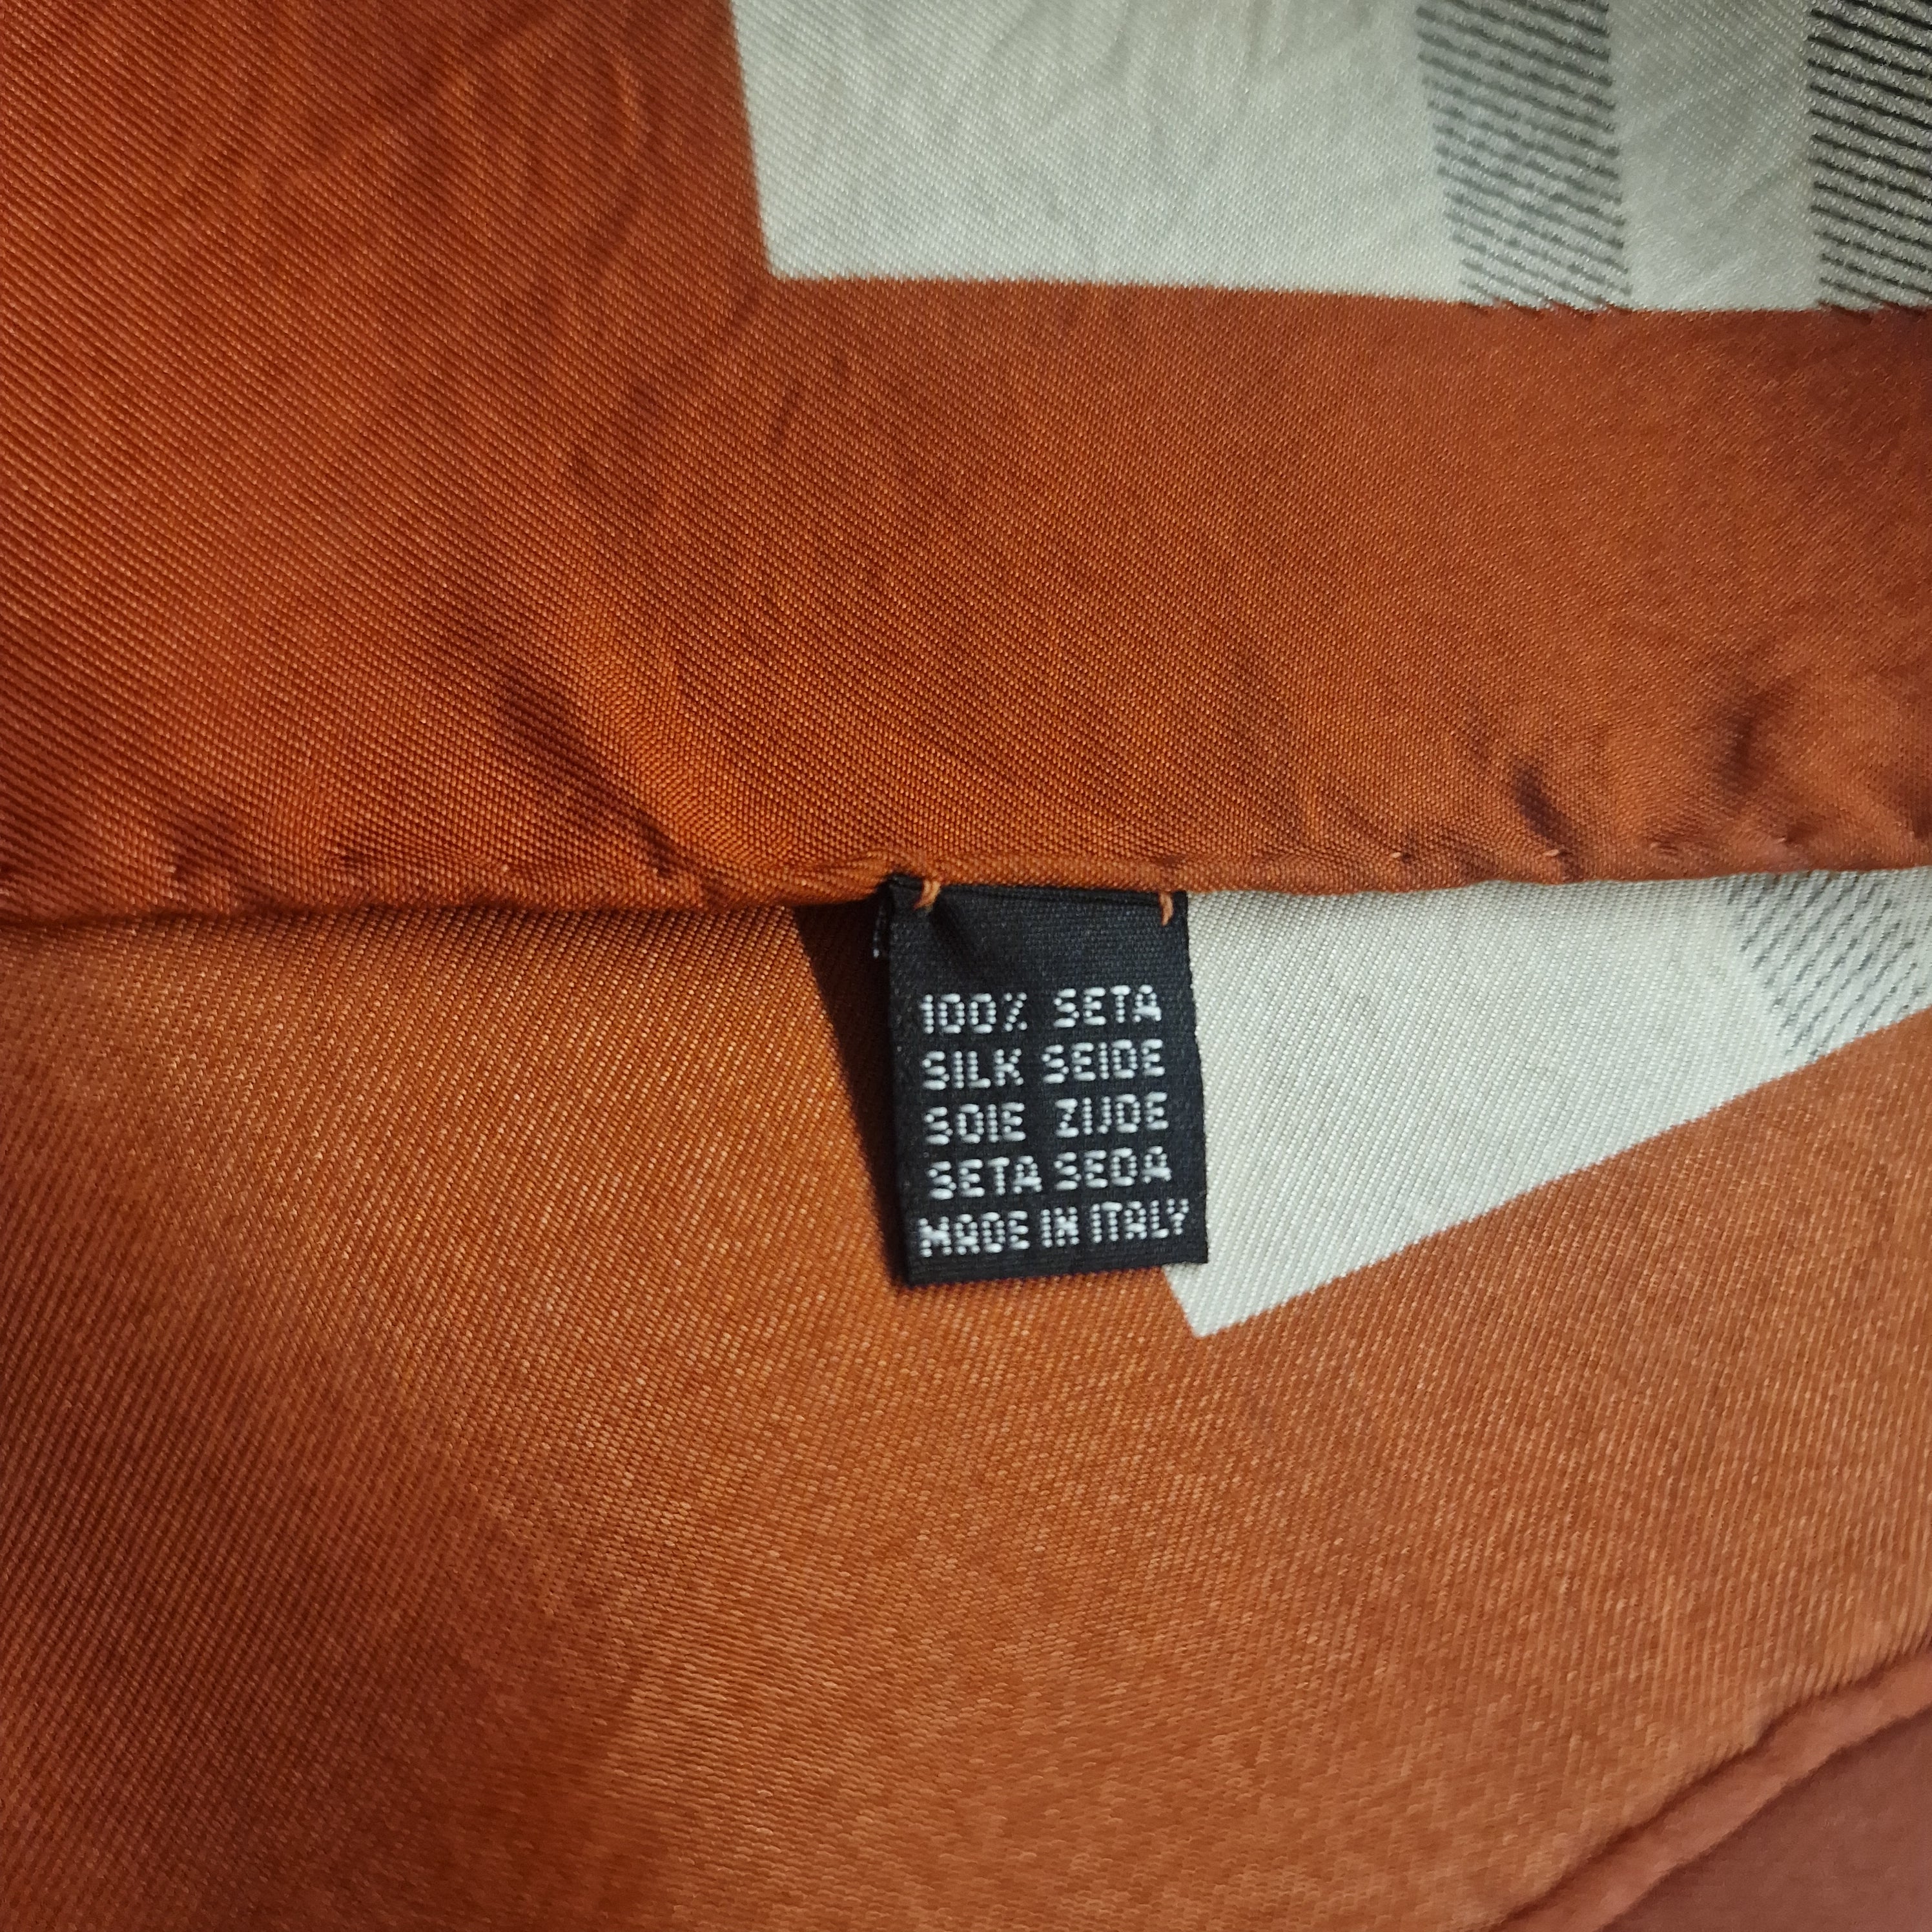 100% SETA
SILK SEIDE
SOIE ZIJDE
SETA SEDA
MADE IN ITALY